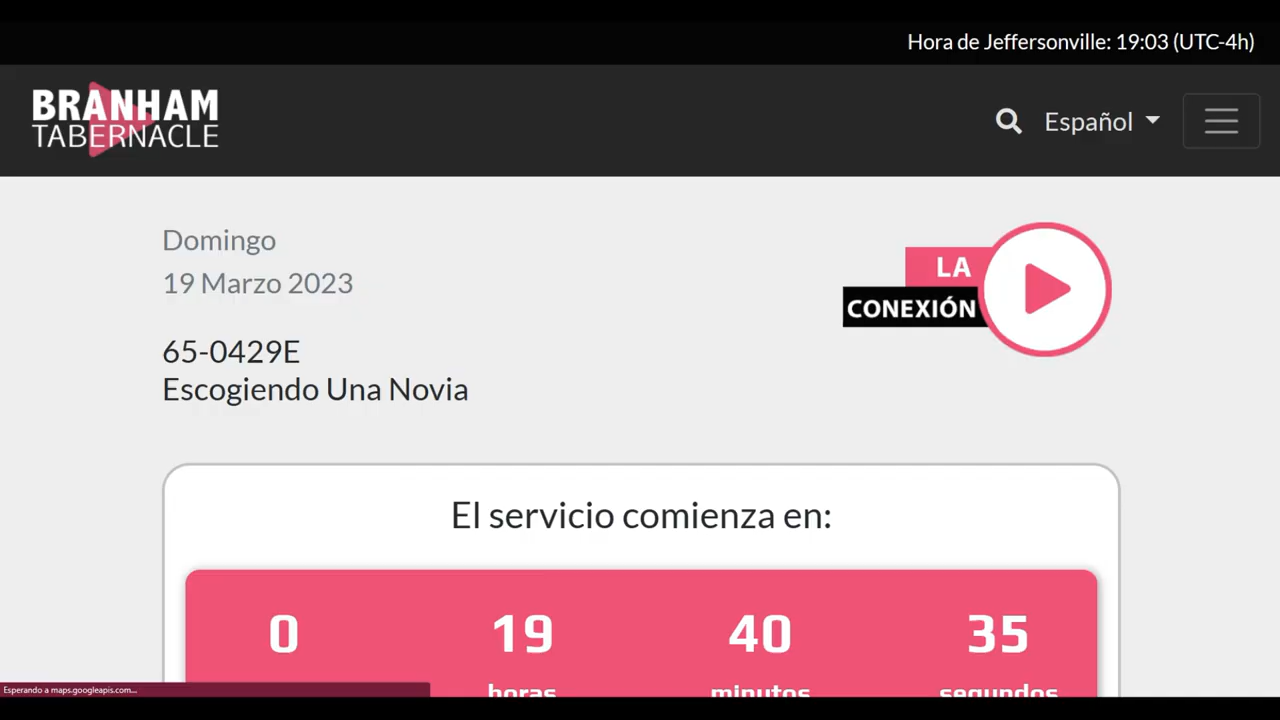 Hora de Jeffersonville: 19:03 (UTC-4h)
BRANHAM
TABERNACLE
Español
Domingo
19 Marzo 2023
LA
CONEXIÓN
65-0429E
Escogiendo Una Novia
El servicio comienza en:
0 19 40 35
horas minutos segundos
Esperando a maps.googleapis.com...